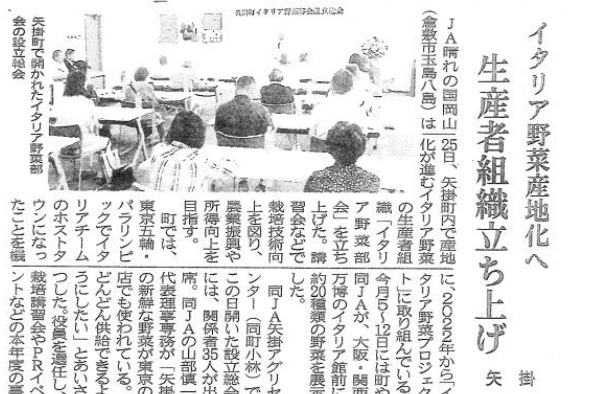 イタリア野菜産地化へ
生産者組織立ち上げ
矢掛
矢掛町イタリア野菜部会設立総会
矢掛町で開かれたイタリア野菜部
会の設立総会
ＪＡ晴れの国岡山
（倉敷市玉島八島）は
25日、矢掛町内で産地
化が進むイタリア野菜
の生産者組
織「イタリ
ア野菜部
会」を立ち
上げた。講
習会などで
栽培技術向
上を図り、
農業振興や
所得向上を
目指す。
町では、
東京五輪・
パラリンピ
ックでイタ
リアチーム
のホストタ
ウンになっ
たことを機
に、2022年から「イ
タリア野菜プロジェク
ト」に取り組んでいる。
今月5〜12日には町や
同ＪＡが、大阪・関西
万博のイタリア館前に
約20種類の野菜を展示
した。
同ＪＡ矢掛アグリセ
ンター（同町小林）で
この日開いた設立総会
には、関係者35人が出
席。同ＪＡの山部慎一
代表理事専務が「矢掛
の新鮮な野菜が東京の
店でも使われている。
どんどん供給できるよ
うにしたい」とあいさ
つした。役員を選任し、
栽培講習会やＰＲイベ
ントなどの本年度の事